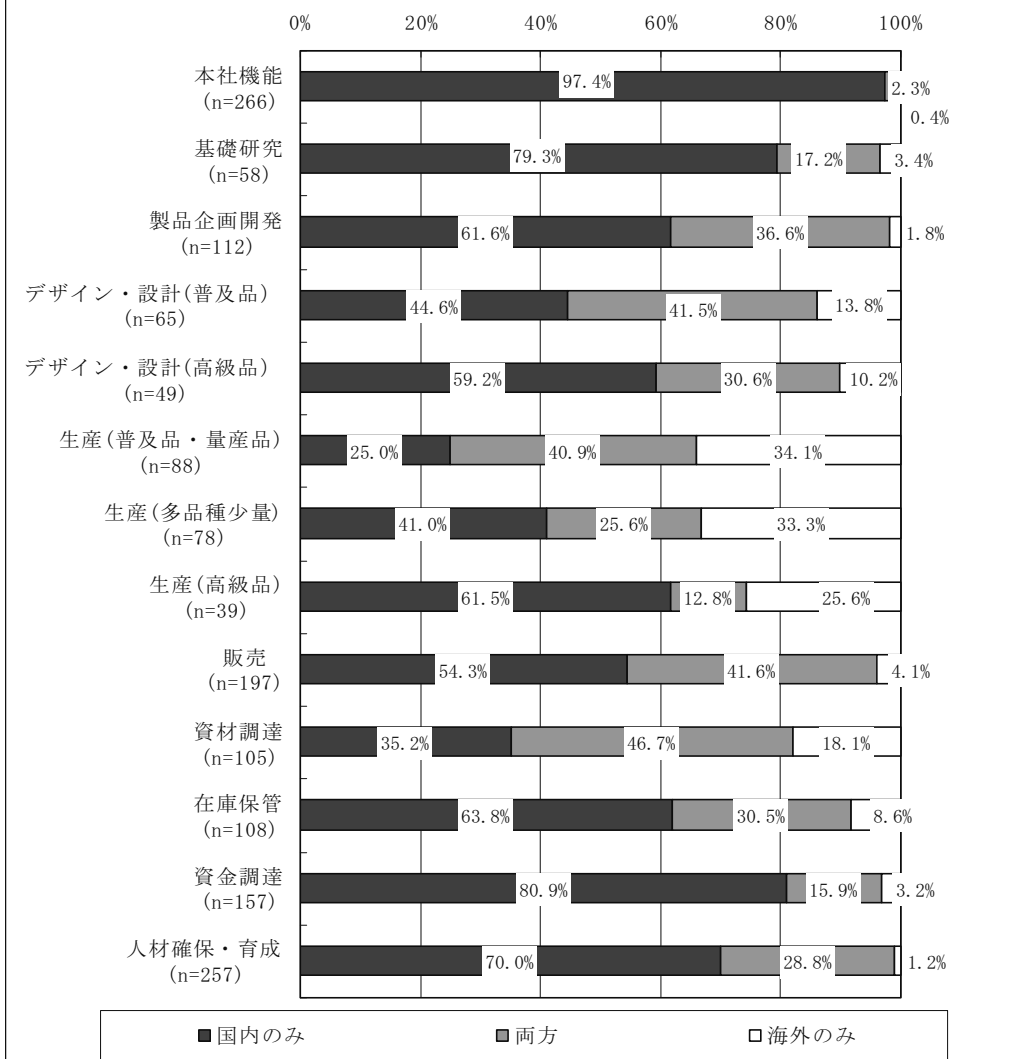 0% 20% 40% 60% 80% 100%
本社機能
(n=266)
97.4% 2.3%
0.4%
基礎研究
(n=58)
79.3% 17.2% 3.4%
製品企画開発
(n=112)
61.6% 36.6% 1.8%
デザイン・設計(普及品)
(n=65)
44.6% 41.5% 13.8%
デザイン・設計(高級品)
(n=49)
59.2% 30.6% 10.2%
生産(普及品・量産品)
(n=88)
25.0% 40.9% 34.1%
生産(多品種少量)
(n=78)
41.0% 25.6% 33.3%
生産(高級品)
(n=39)
61.5% 12.8% 25.6%
販売
(n=197)
54.3% 41.6% 4.1%
資材調達
(n=105)
35.2% 46.7% 18.1%
在庫保管
(n=108)
63.8% 30.5% 8.6%
資金調達
(n=157)
80.9% 15.9% 3.2%
人材確保・育成
(n=257)
70.0% 28.8% 1.2%
国内のみ 両方 海外のみ